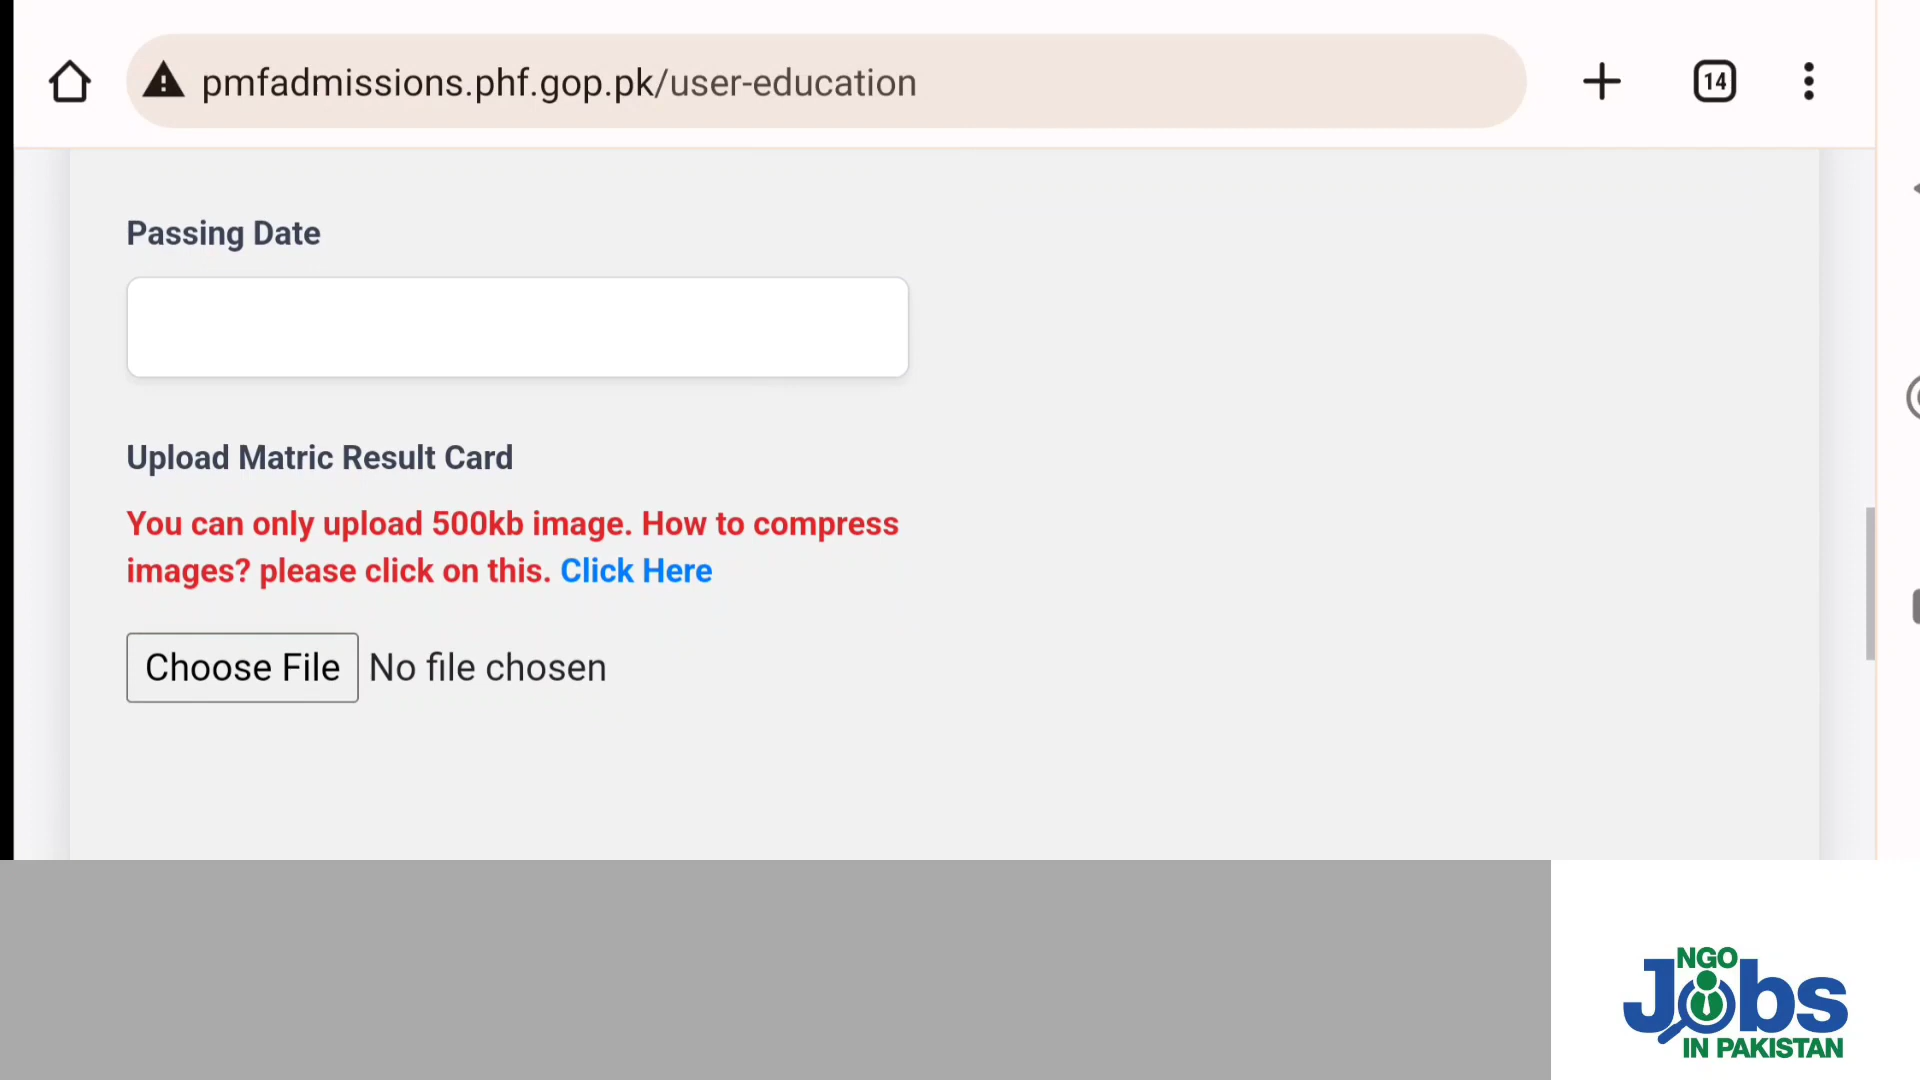 pmfadmissions.phf.gop.pk/user-education
14
Passing Date
Upload Matric Result Card
You can only upload 500kb image. How to compress
images? please click on this. Click Here
Choose File No file chosen
NGO
Jobs
IN PAKISTAN